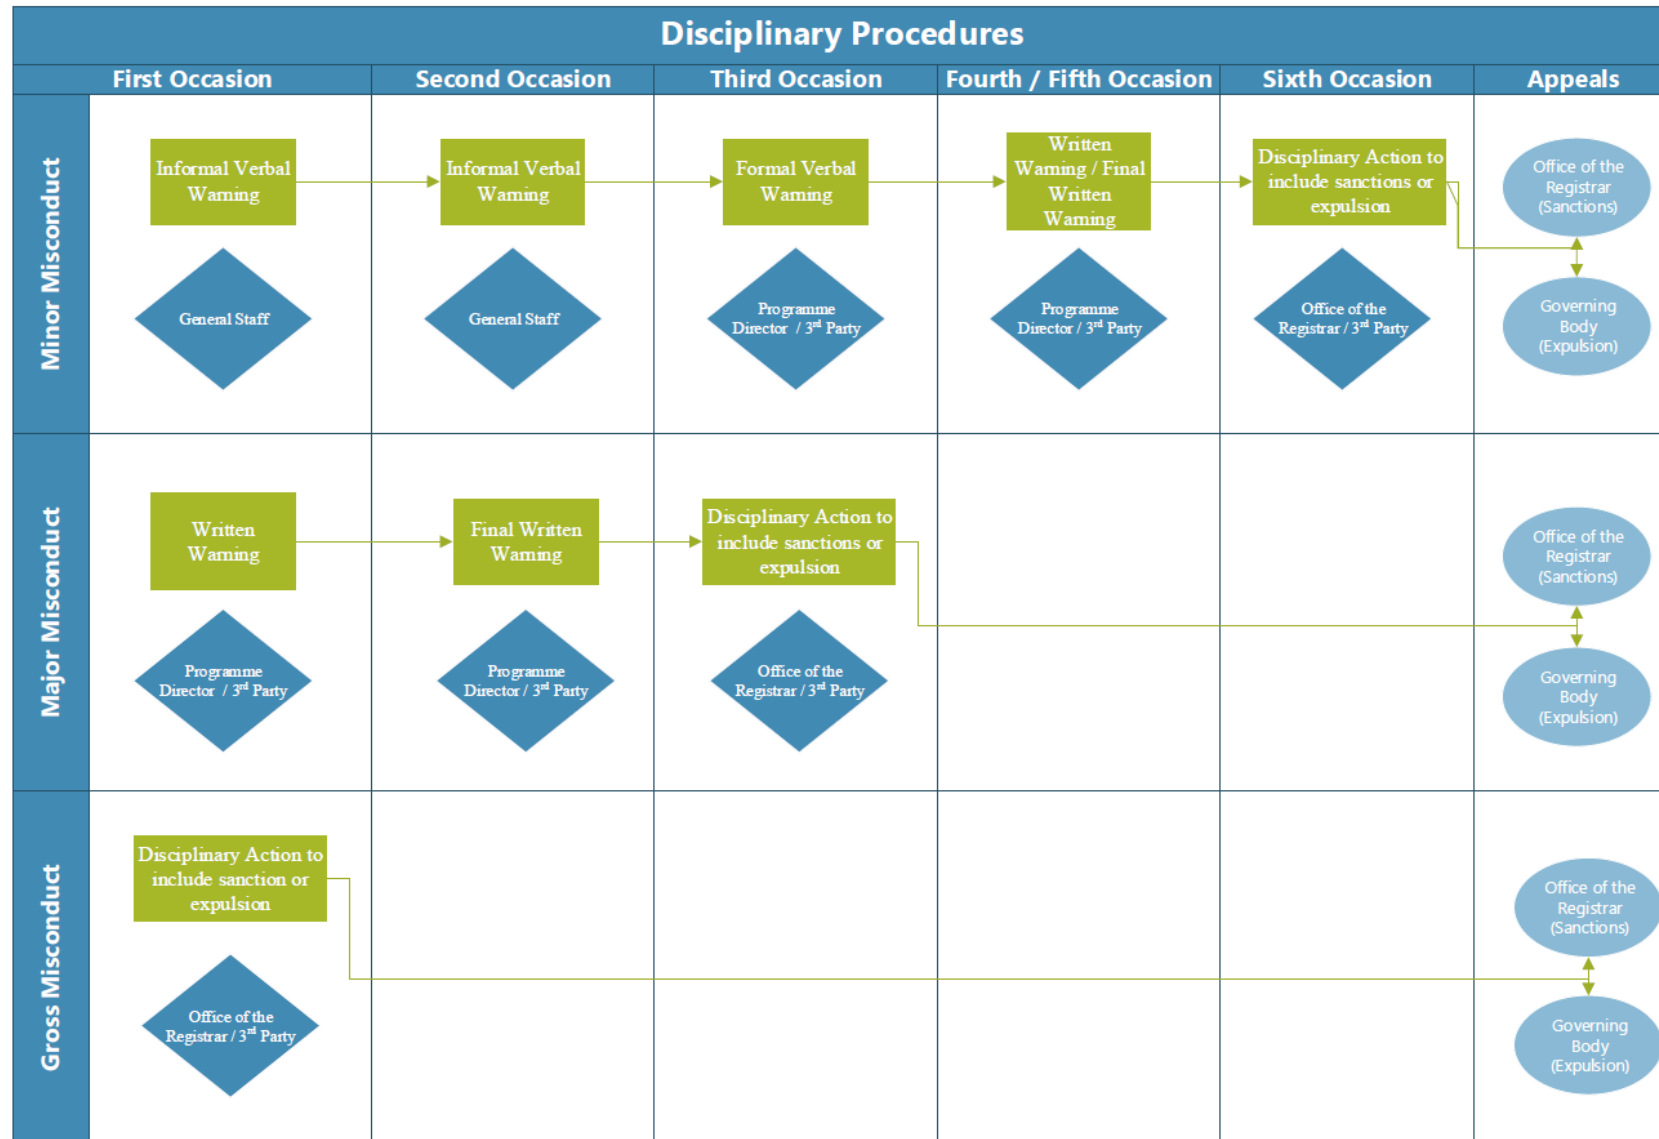 Disciplinary Procedures
First Occasion
Second Occasion
Third Occasion
Fourth / Fifth Occasion
Sixth Occasion
Appeals
Minor Misconduct
Informal Verbal
Warning
Informal Verbal
Warning
Formal Verbal
Warning
Written
Warning / Final
Written
Warning
Disciplinary Action to
include sanctions or
expulsion
Office of the
Registrar
(Sanctions)
General Staff
General Staff
Programme
Director / 3rd Party
Programme
Director / 3rd Party
Office of the
Registrar / 3rd Party
Governing
Body
(Expulsion)
Major Misconduct
Written
Warning
Final Written
Warning
Disciplinary Action to
include sanctions or
expulsion
Office of the
Registrar
(Sanctions)
Programme
Director / 3rd Party
Programme
Director / 3rd Party
Office of the
Registrar / 3rd Party
Governing
Body
(Expulsion)
Gross Misconduct
Disciplinary Action to
include sanction or
expulsion
Office of the
Registrar
(Sanctions)
Office of the
Registrar / 3rd Party
Governing
Body
(Expulsion)